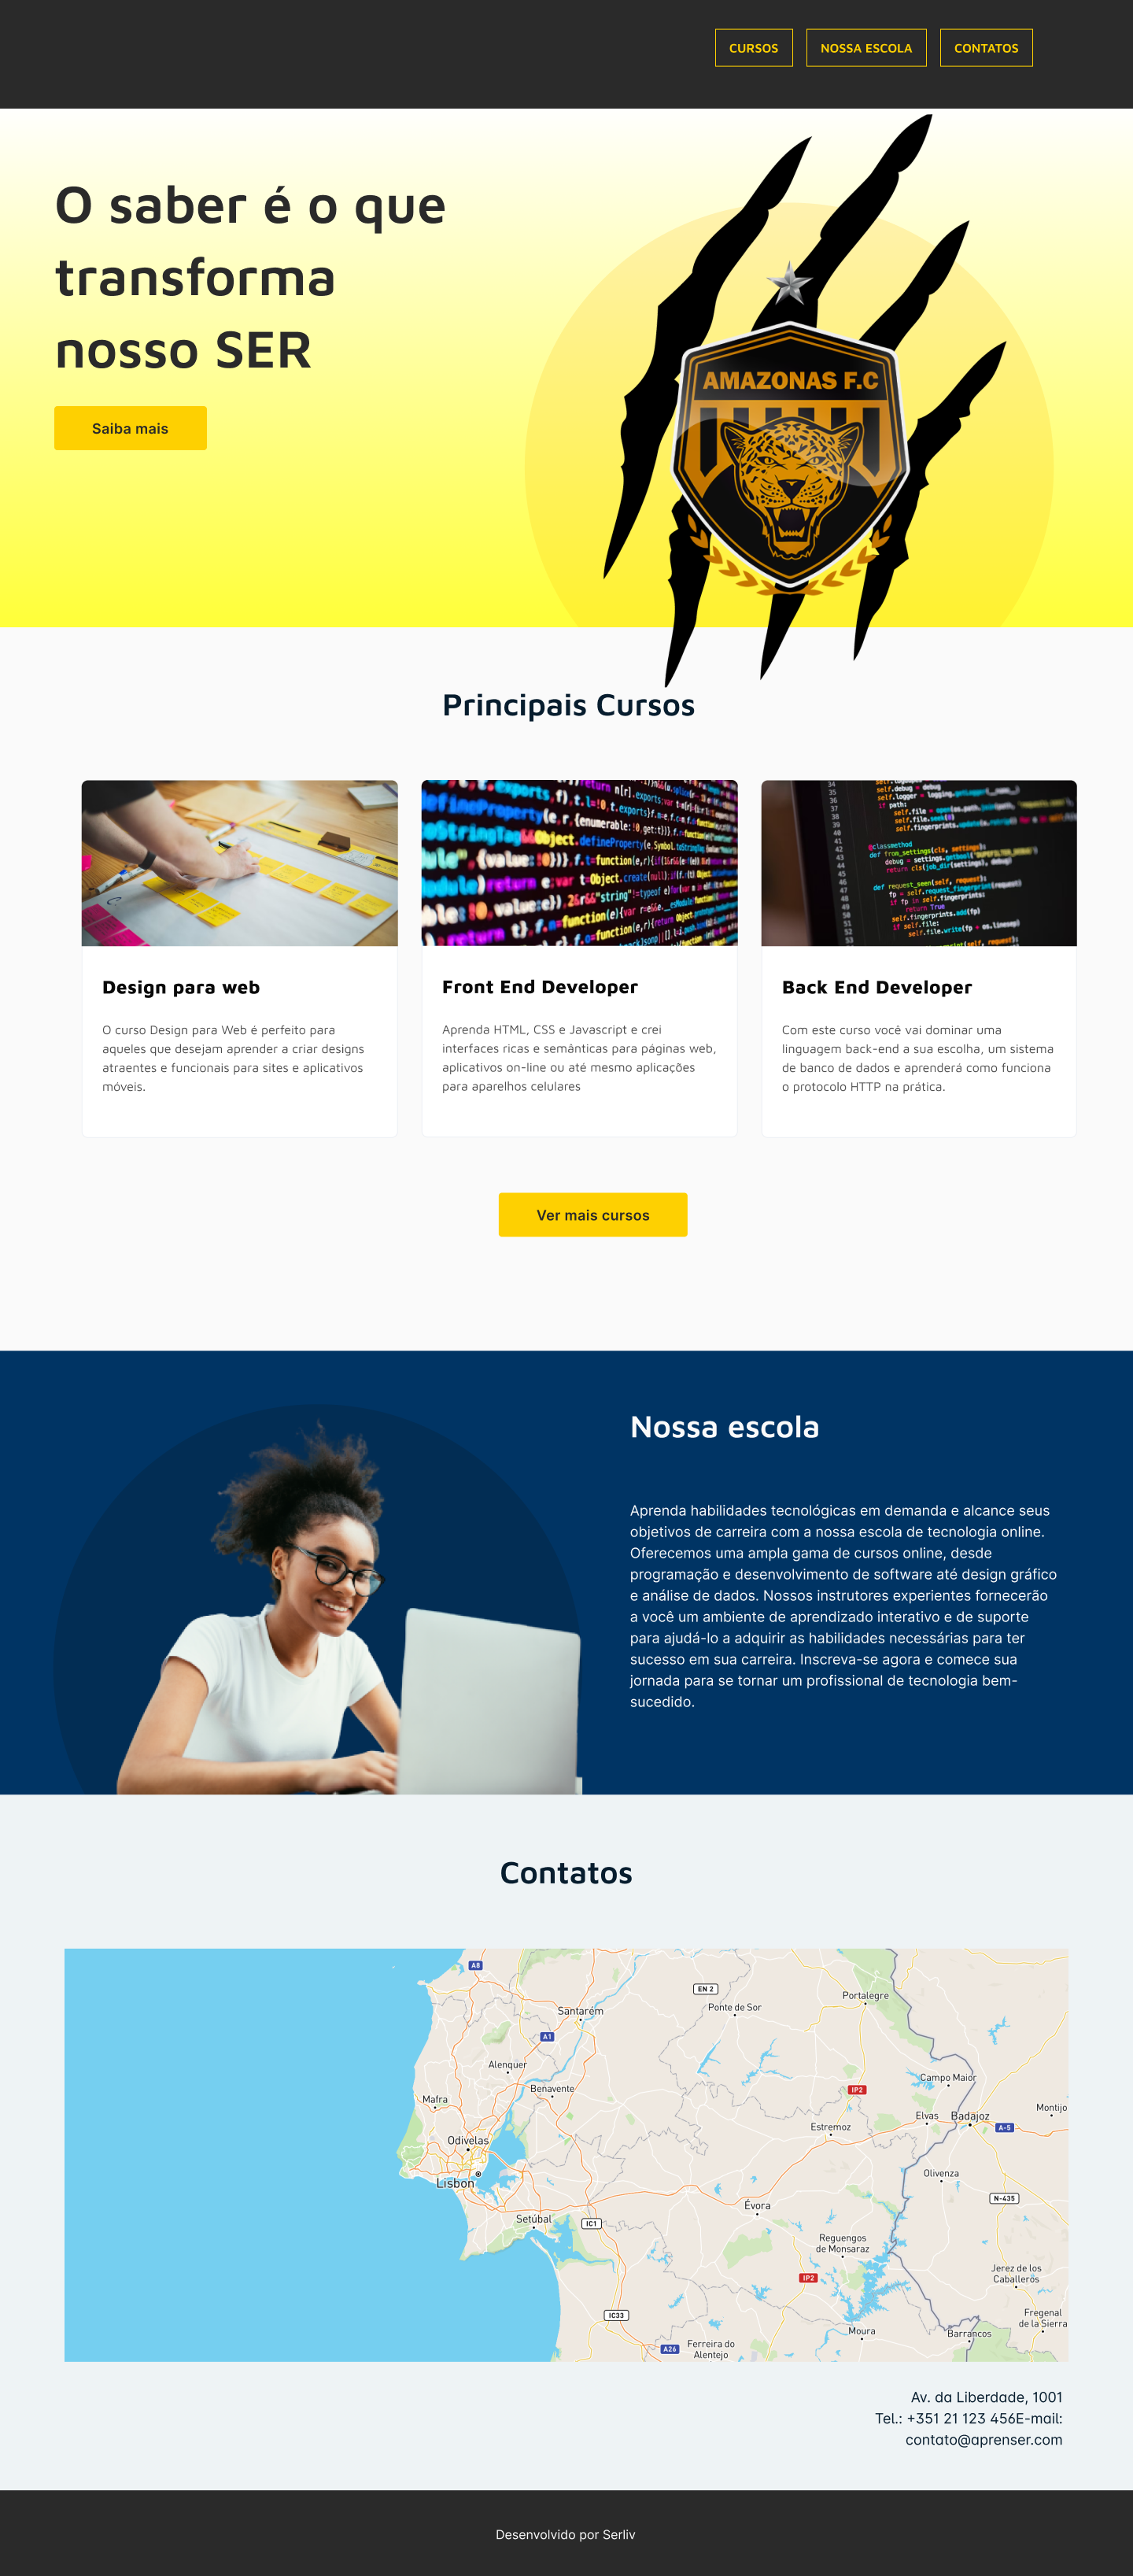 CURSOS
NOSSA ESCOLA
CONTATOS
O saber é o que
transforma
nosso SER
Saiba mais
AMAZONAS F.C
Principais Cursos
Design para web
O curso Design para Web é perfeito para
aqueles que desejam aprender a criar designs
atraentes e funcionais para sites e aplicativos
móveis.
Front End Developer
Aprenda HTML, CSS e Javascript e crei
interfaces ricas e semânticas para páginas web,
aplicativos on-line ou até mesmo aplicações
para aparelhos celulares
Back End Developer
Com este curso você vai dominar uma
linguagem back-end a sua escolha, um sistema
de banco de dados e aprenderá como funciona
o protocolo HTTP na prática.
Ver mais cursos
Nossa escola
Aprenda habilidades tecnológicas em demanda e alcance seus
objetivos de carreira com a nossa escola de tecnologia online.
Oferecemos uma ampla gama de cursos online, desde
programação e desenvolvimento de software até design gráfico
e análise de dados. Nossos instrutores experientes fornecerão
a você um ambiente de aprendizado interativo e de suporte
para ajudá-lo a adquirir as habilidades necessárias para ter
sucesso em sua carreira. Inscreva-se agora e comece sua
jornada para se tornar um profissional de tecnologia bem-
sucedido.
Contatos
A8
EN 2
Portalegre
Santarém
Ponte de Sor
A1
Alenquer
Campo Maior
Benavente
IP2
Mafra
Montijo
Elvas
Badajoz
Estremoz
A-5
Odivelas
Olivenza
Lisbon
N-435
Évora
Setúbal
IC1
Reguengos
de Monsaraz
Jerez de los
Caballeros
IP2
Fregenal
de la Sierra
IC33
Moura
Barrancos
A26
Ferreira do
Alentejo
Av. da Liberdade, 1001
Tel.: +351 21 123 456E-mail:
contato@aprenser.com
Desenvolvido por Serliv